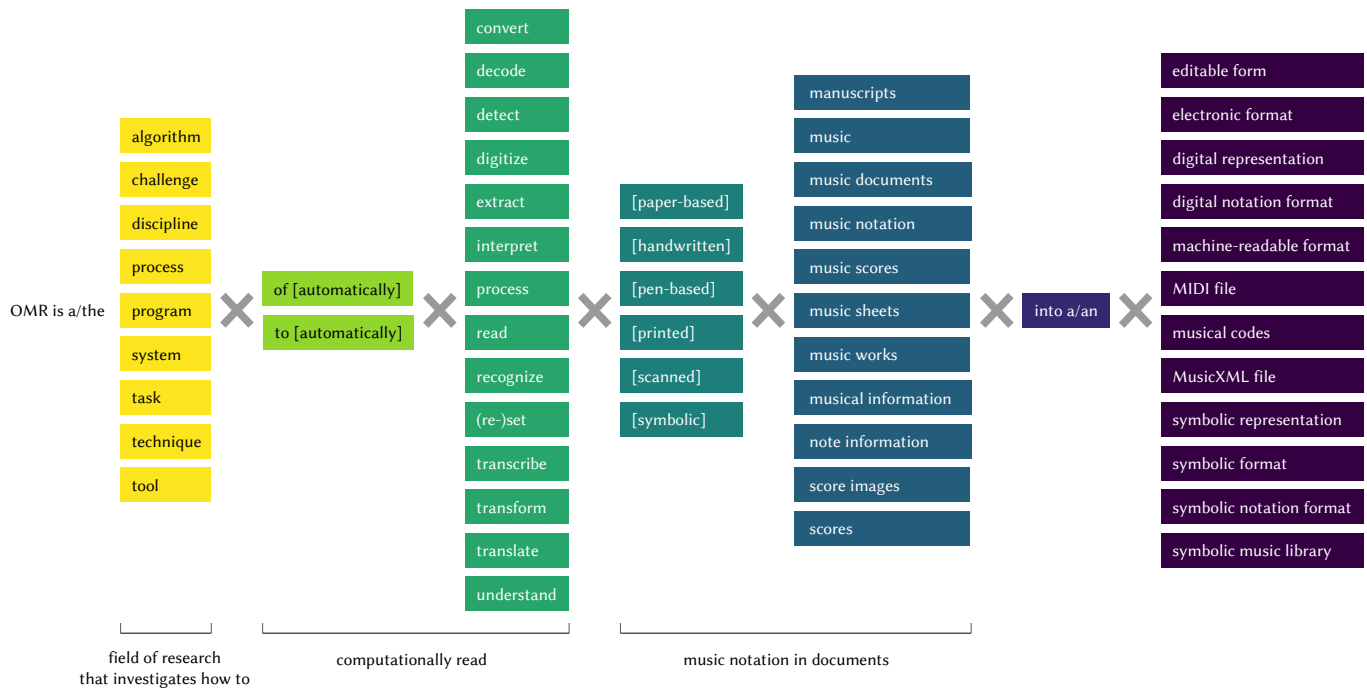 OMR is a/the
algorithm
challenge
discipline
process
program
system
task
technique
tool
of [automatically]
to [automatically]
convert
decode
detect
digitize
extract
interpret
process
read
recognize
(re-)set
transcribe
transform
translate
understand
[paper-based]
[handwritten]
[pen-based]
[printed]
[scanned]
[symbolic]
manuscripts
music
music documents
music notation
music scores
music sheets
music works
musical information
note information
score images
scores
into a/an
editable form
electronic format
digital representation
digital notation format
machine-readable format
MIDI file
musical codes
MusicXML file
symbolic representation
symbolic format
symbolic notation format
symbolic music library
field of research
that investigates how to
computationally read
music notation in documents